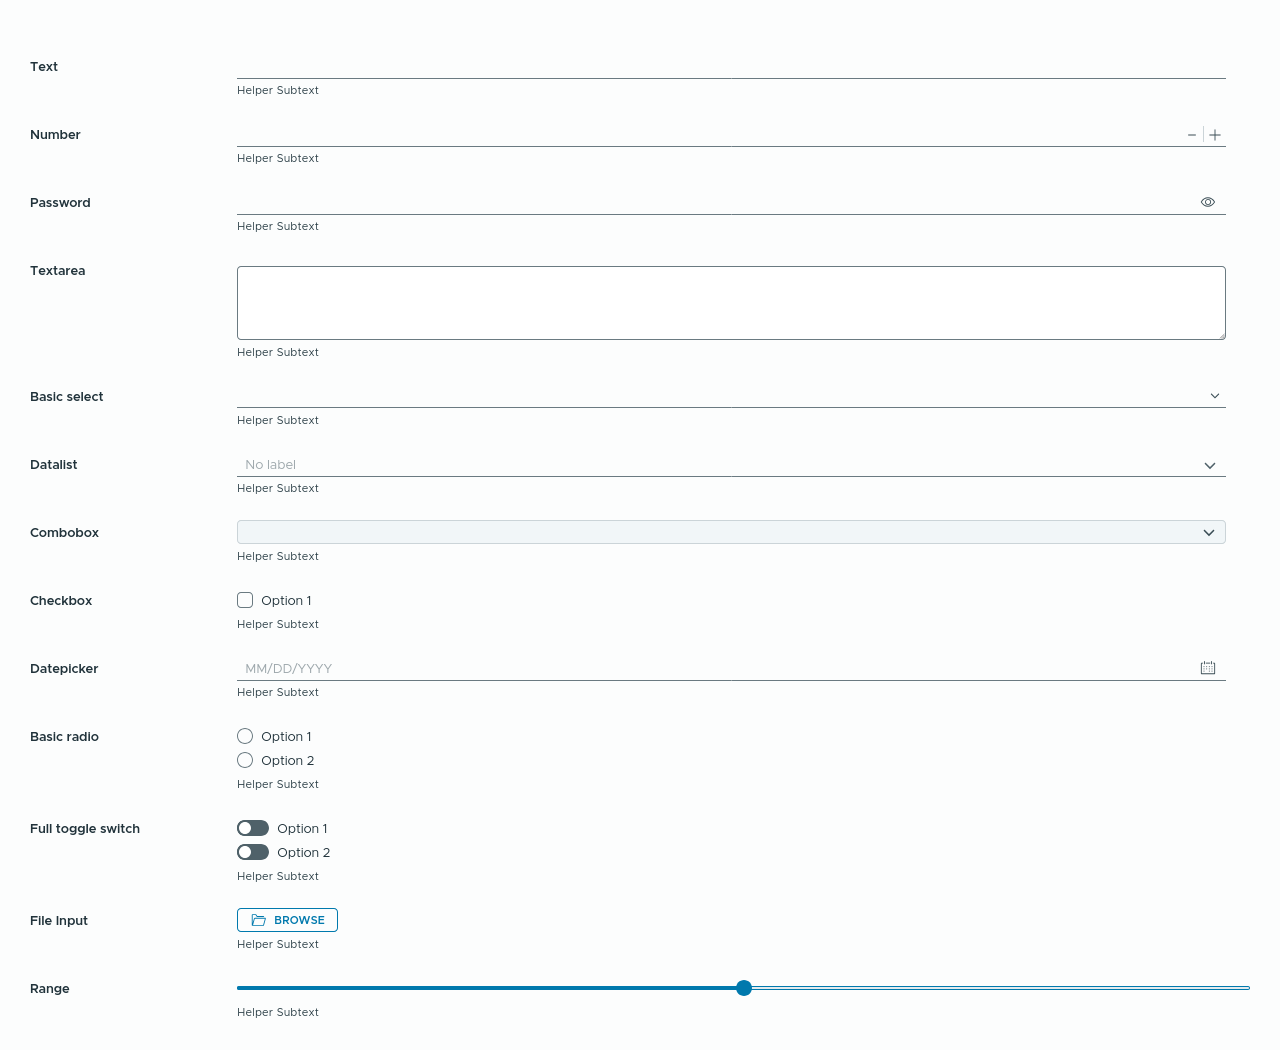 Text
Helper Subtext
Number
Helper Subtext
Password
Helper Subtext
Textarea
Helper Subtext
Basic select
Helper Subtext
Datalist
No label
Helper Subtext
Combobox
Helper Subtext
Checkbox
Option 1
Helper Subtext
Datepicker
MM/DD/YYYY
Helper Subtext
Basic radio
Option 1
Option 2
Helper Subtext
Full toggle switch
Option 1
Option 2
Helper Subtext
File Input
BROWSE
Helper Subtext
Range
Helper Subtext